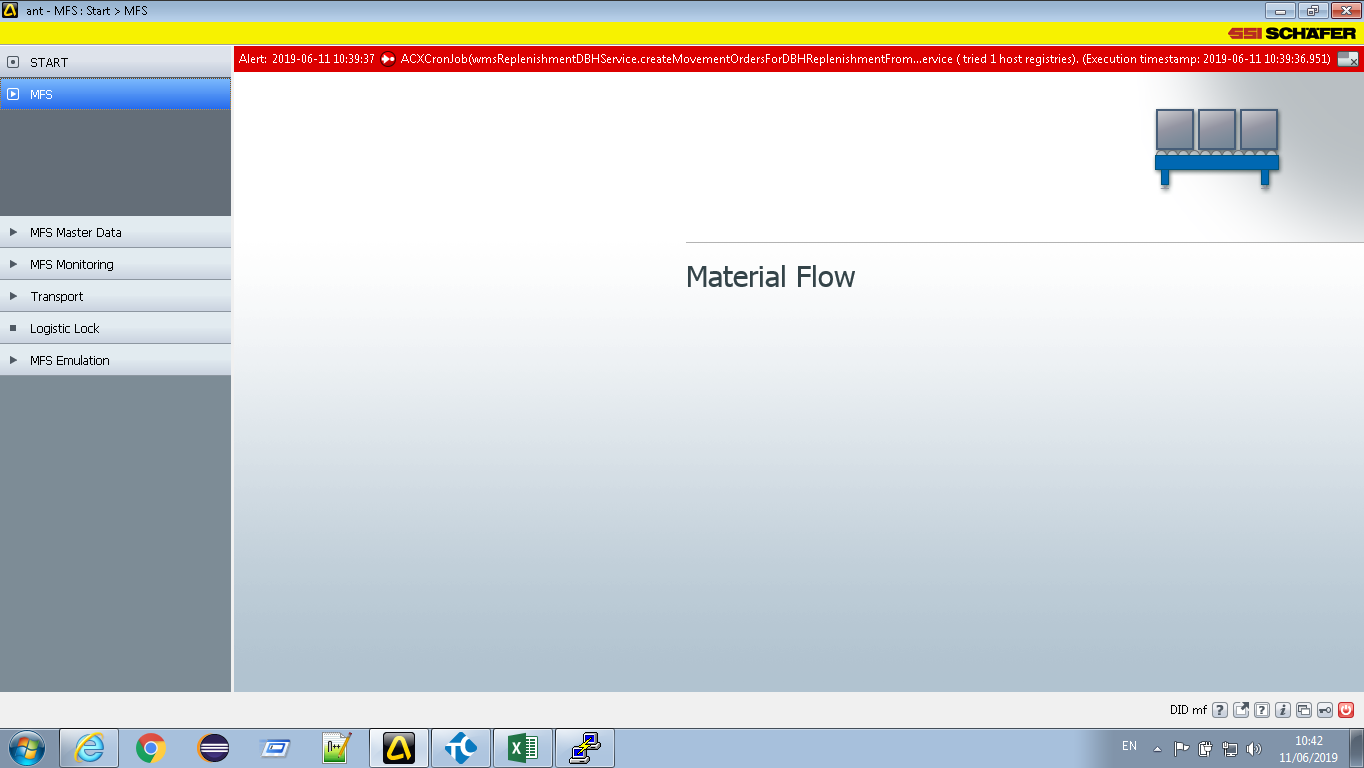 ant - MFS : Start > MFS
SSI SCHÄFER
START
Alert: 2019-06-11 10:39:37 ACXCronJob(wmsReplenishmentDBHService.createMovementOrdersForDBHReplenishmentFrom...ervice ( tried 1 host registries). (Execution timestamp: 2019-06-11 10:39:36.951)
MFS
MFS Master Data
MFS Monitoring
Material Flow
Transport
Logistic Lock
MFS Emulation
DID mf
EN
10:42
11/06/2019